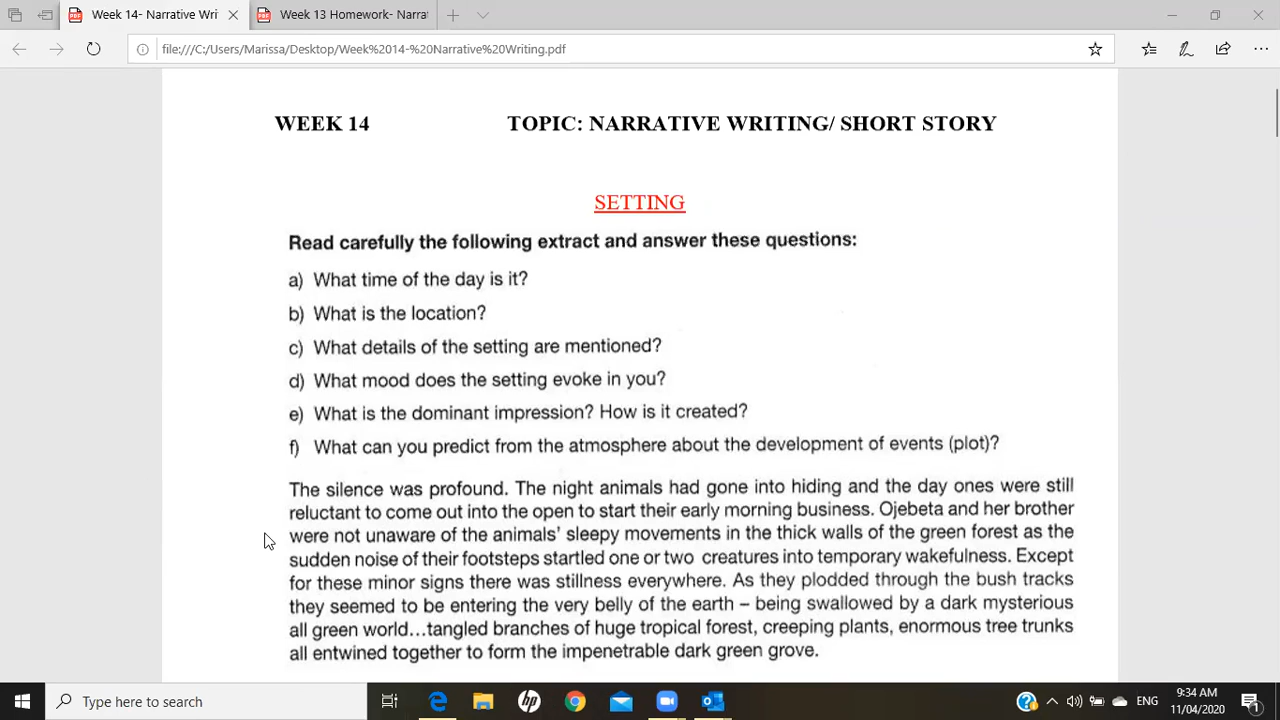 Week 14- Narrative Writing
Week 13 Homework- Narra
file:///C:/Users/Marissa/Desktop/Week%2014-%20Narrative%20Writing.pdf
WEEK 14 TOPIC: NARRATIVE WRITING/ SHORT STORY
SETTING
Read carefully the following extract and answer these questions:
a) What time of the day is it?
b) What is the location?
c) What details of the setting are mentioned?
d) What mood does the setting evoke in you?
e) What is the dominant impression? How is it created?
f) What can you predict from the atmosphere about the development of events (plot)?
The silence was profound. The night animals had gone into hiding and the day ones were still
reluctant to come out into the open to start their early morning business. Ojebeta and her brother
were not unaware of the animals' sleepy movements in the thick walls of the green forest as the
sudden noise of their footsteps startled one or two creatures into temporary wakefulness. Except
for these minor signs there was stillness everywhere. As they plodded through the bush tracks
they seemed to be entering the very belly of the earth – being swallowed by a dark mysterious
all green world...tangled branches of huge tropical forest, creeping plants, enormous tree trunks
all entwined together to form the impenetrable dark green grove.
Type here to search
hp
ENG
9:34 AM
11/04/2020
1